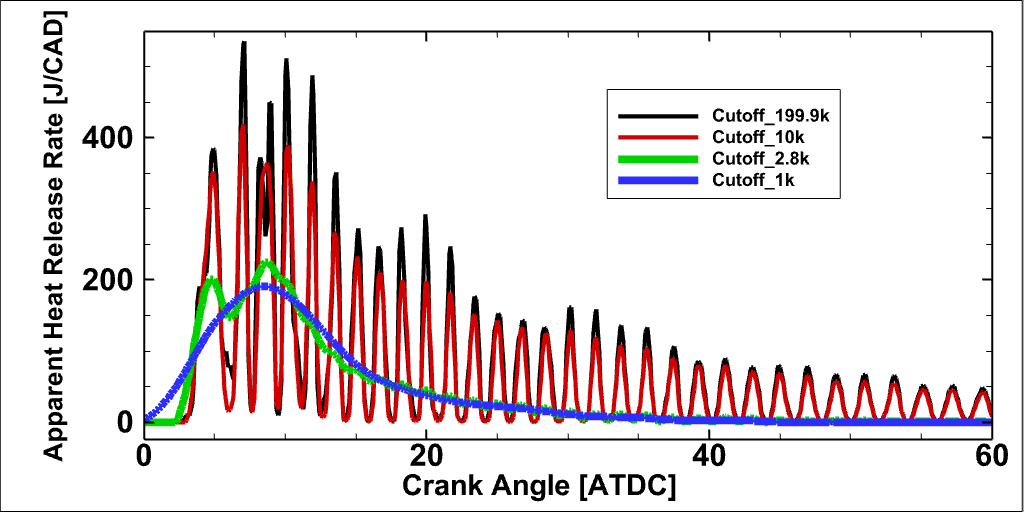 Apparent Heat Release Rate [J/CAD]
400
200
0
Cutoff_199.9k
Cutoff_10k
Cutoff_2.8k
Cutoff_1k
0 20 40 60
Crank Angle [ATDC]